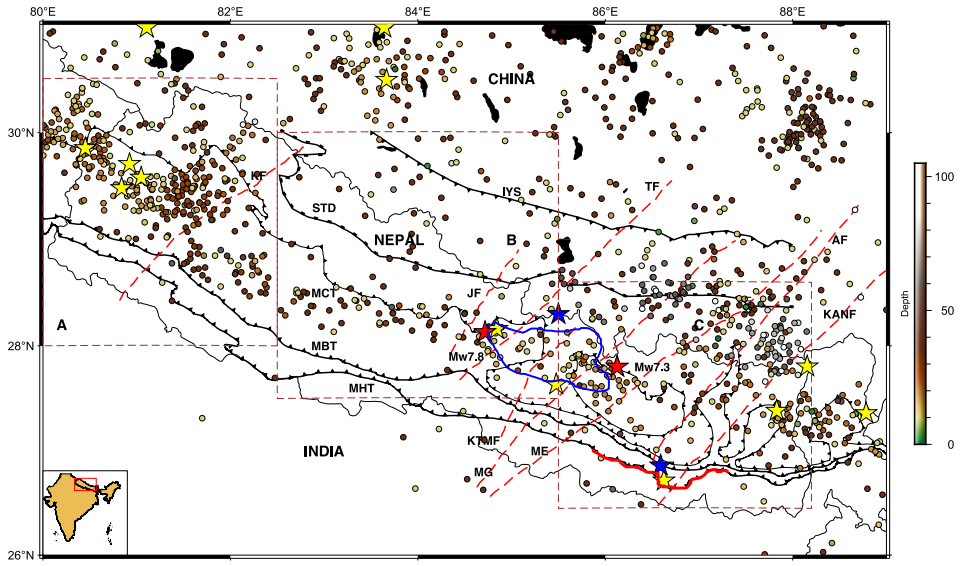 80°E 82°E 84°E 86°E 88°E
CHINA
30°N
100
KF
IYS
TF
STD
NEPAL B
AF
MCT
JF
50
KANF
A
C
Depth
MBT
28°N
Mw7.8
Mw7.3
MHT
INDIA
KTMF
ME
MG
0
26°N